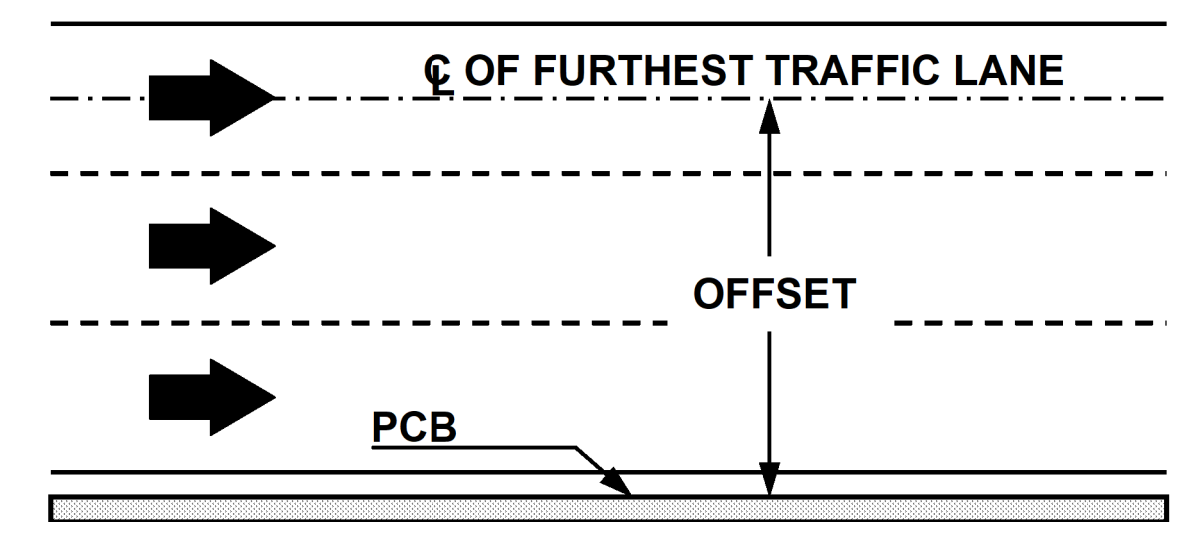 ℄ OF FURTHEST TRAFFIC LANE
OFFSET
PCB